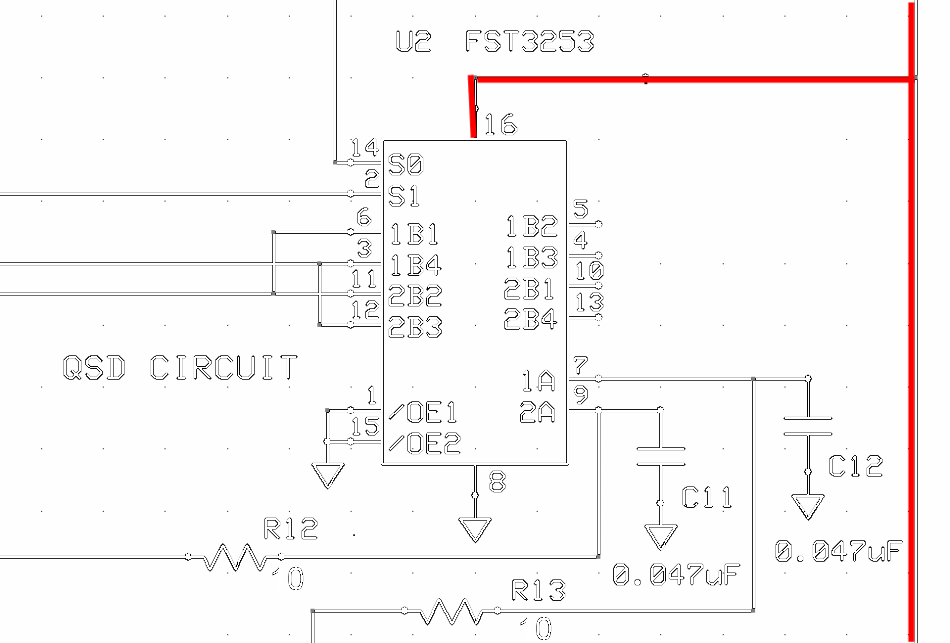 U2 FST3253
16
14
S0
2
S1
6
1B1
3
1B4
11
2B2
12
2B3
5
1B2
4
1B3
10
2B1
13
2B4
QSD CIRCUIT
7
1A
9
2A
1
/OE1
15
/OE2
8
C12
C11
R12
0.047uF
0.047uF
R13